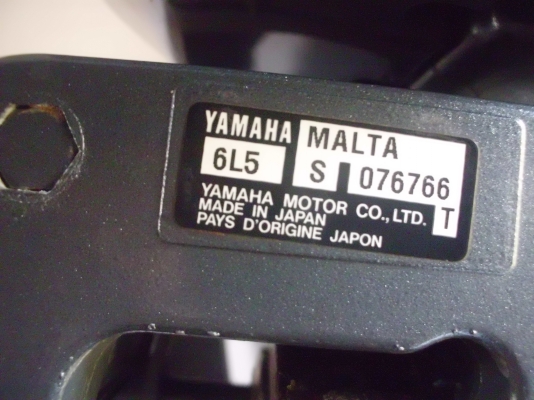 YAMAHA MALTA
6L5 S 076766
YAMAHA MOTOR CO., LTD. T
MADE IN JAPAN
PAYS D'ORIGINE JAPON